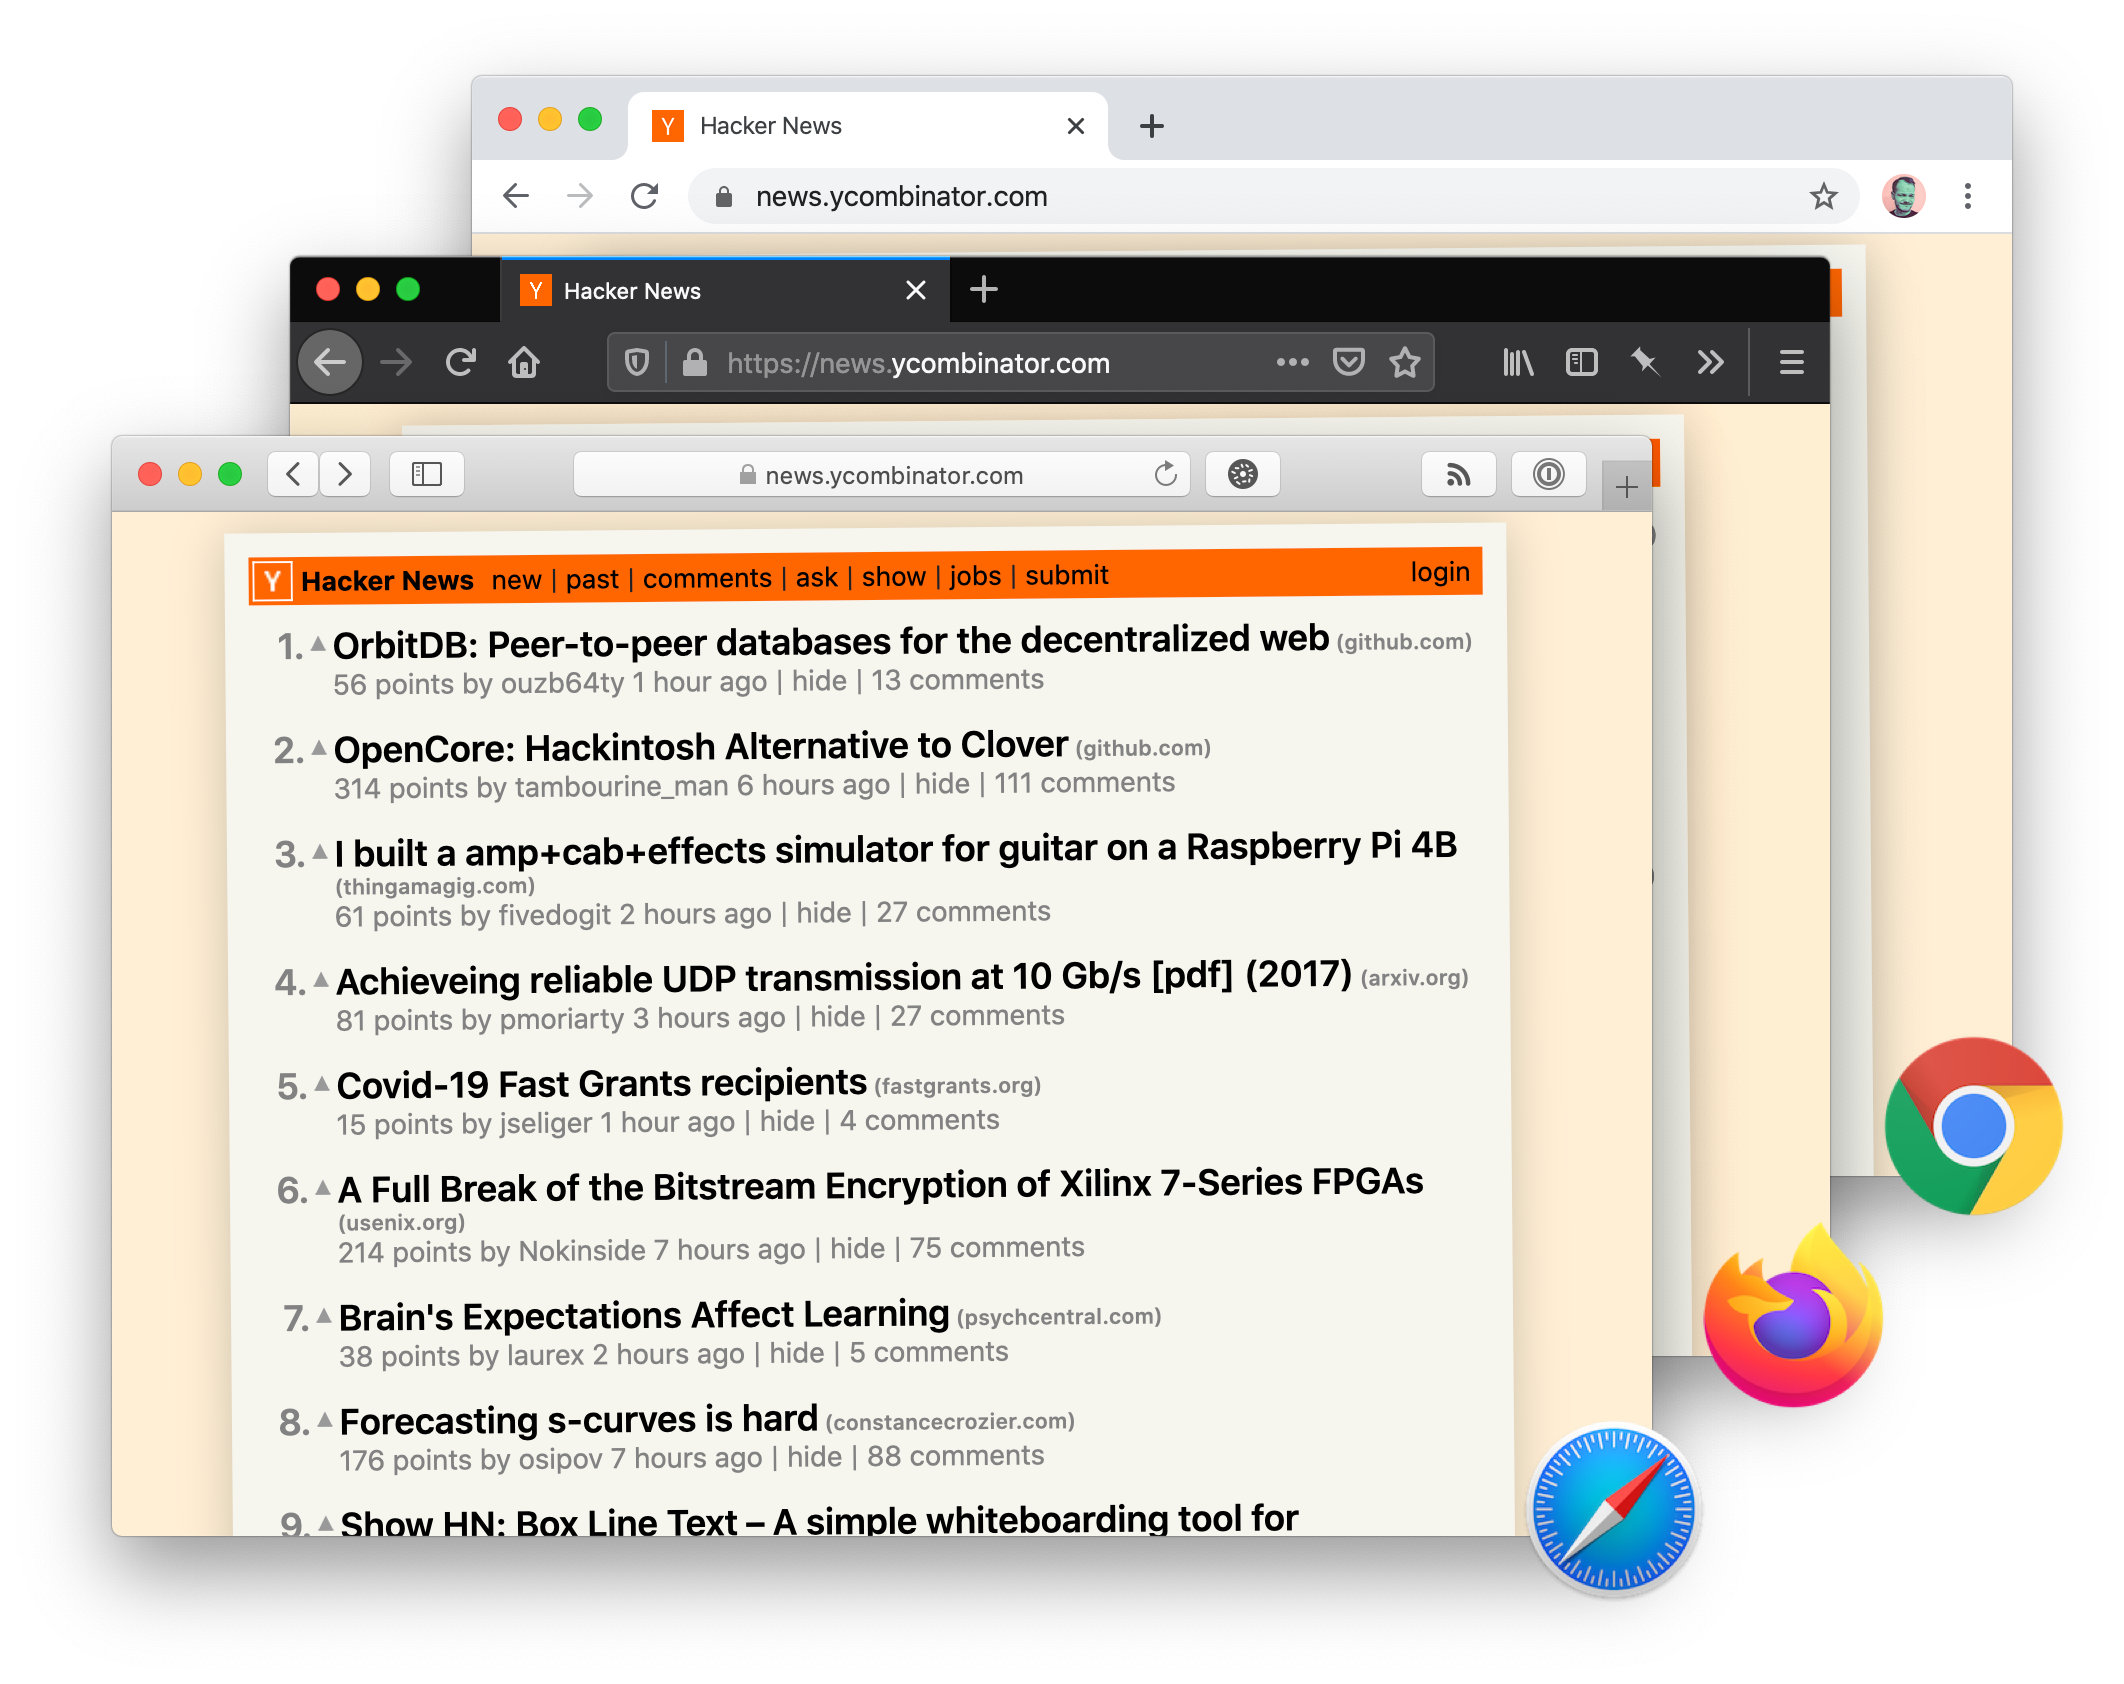 Y Hacker News
news.ycombinator.com
Y Hacker News
https://news.ycombinator.com
news.ycombinator.com
Y Hacker News new | past | comments | ask | show | jobs | submit login
1. OrbitDB: Peer-to-peer databases for the decentralized web (github.com)
56 points by ouzb64ty 1 hour ago | hide | 13 comments
2. OpenCore: Hackintosh Alternative to Clover (github.com)
314 points by tambourine_man 6 hours ago | hide | 111 comments
3. I built a amp+cab+effects simulator for guitar on a Raspberry Pi 4B
(thingamagig.com)
61 points by fivedogit 2 hours ago | hide | 27 comments
4. Achieveing reliable UDP transmission at 10 Gb/s [pdf] (2017) (arxiv.org)
81 points by pmoriarty 3 hours ago | hide | 27 comments
5. Covid-19 Fast Grants recipients (fastgrants.org)
15 points by jseliger 1 hour ago | hide | 4 comments
6. A Full Break of the Bitstream Encryption of Xilinx 7-Series FPGAs
(usenix.org)
214 points by Nokinside 7 hours ago | hide | 75 comments
7. Brain's Expectations Affect Learning (psychcentral.com)
38 points by laurex 2 hours ago | hide | 5 comments
8. Forecasting s-curves is hard (constancecrozier.com)
176 points by osipov 7 hours ago | hide | 88 comments
9. Show HN: Box Line Text – A simple whiteboarding tool for